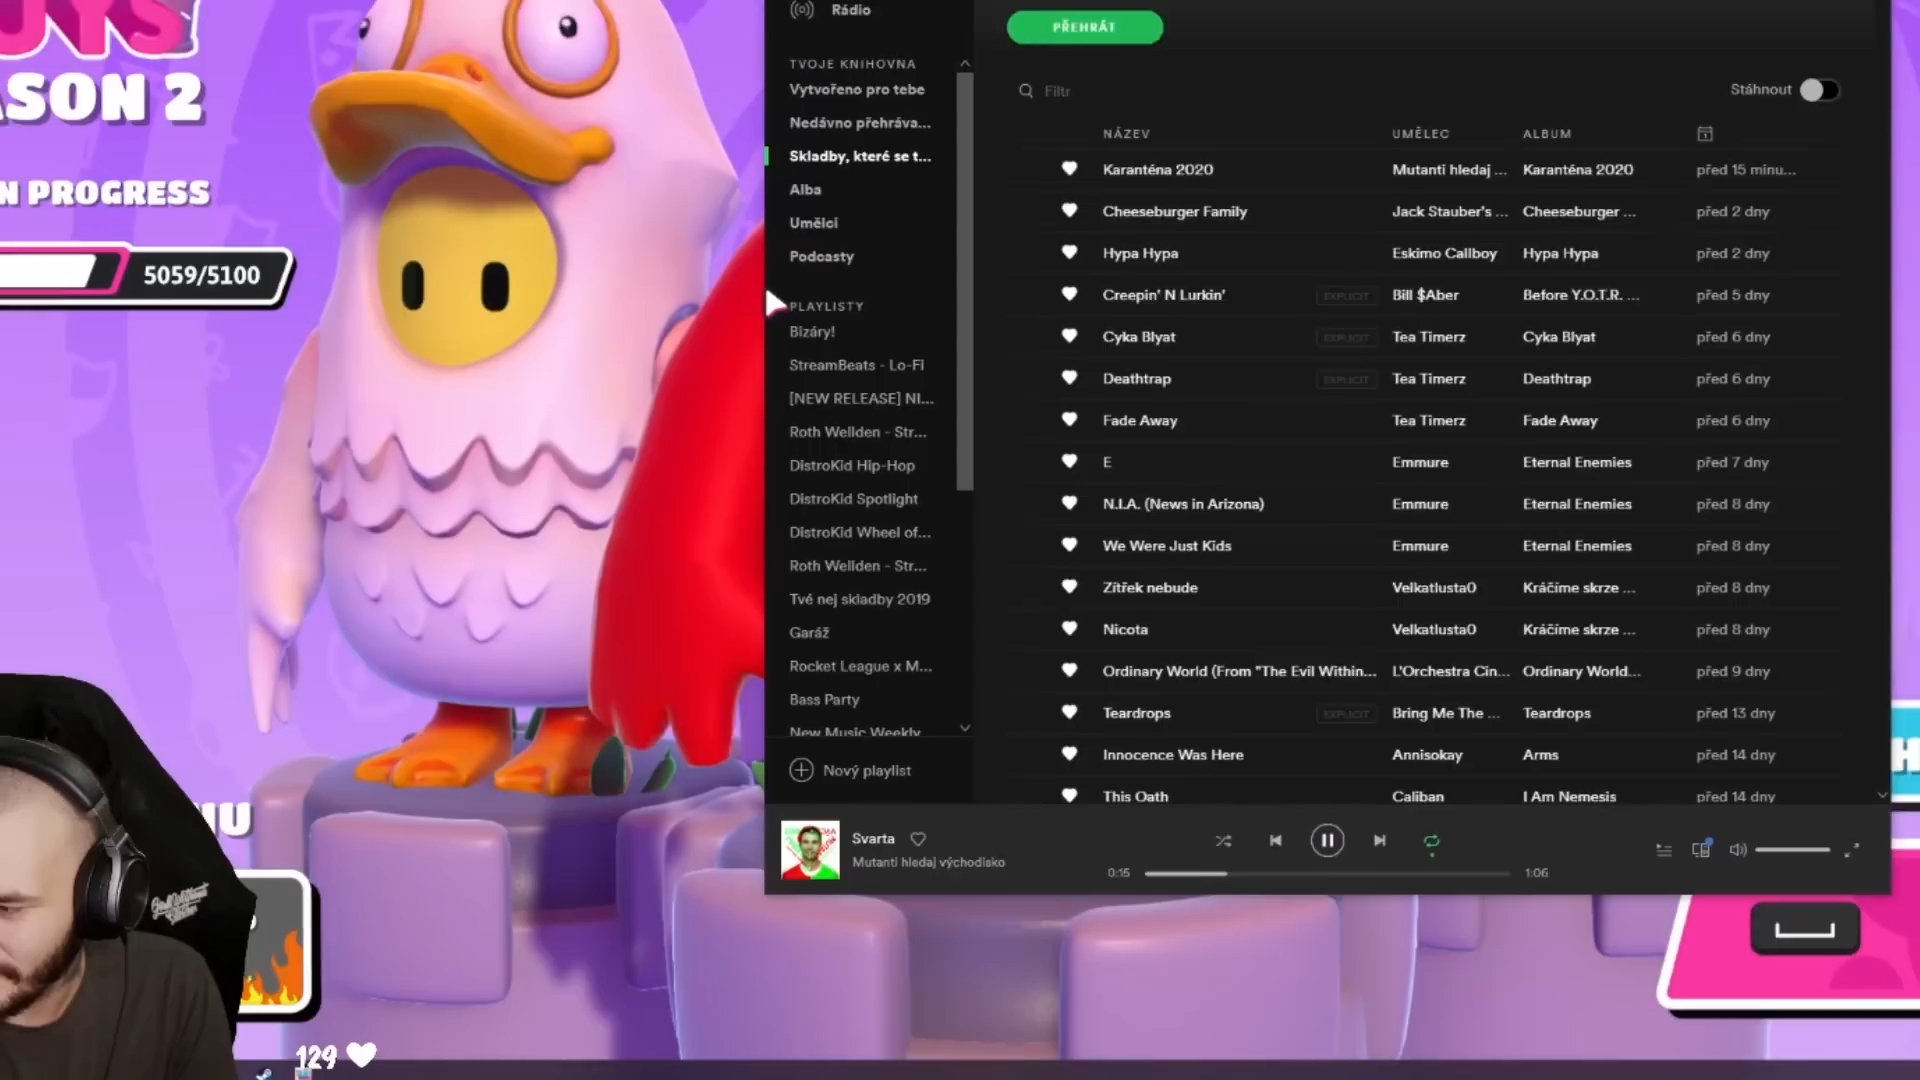 UYS
ASON 2
N PROGRESS
5059/5100
129
Rádio
TVOJE KNIHOVNA
Vytvořeno pro tebe
Nedávno přehráva...
Skladby, které se t...
Alba
Umělci
Podcasty
PLAYLISTY
Bizáry!
StreamBeats - Lo-Fi
[NEW RELEASE] NI...
Roth Wellden - Str...
DistroKid Hip-Hop
DistroKid Spotlight
DistroKid Wheel of...
Roth Wellden - Str...
Tvé nej skladby 2019
Garáž
Rocket League x M...
Bass Party
New Music Weekly
Nový playlist
PŘEHRÁT
Filtr
Stáhnout
NÁZEV UMĚLEC ALBUM
Karanténa 2020 Mutanti hledaj ... Karanténa 2020 před 15 minu...
Cheeseburger Family Jack Stauber's ... Cheeseburger ... před 2 dny
Hypa Hypa Eskimo Callboy Hypa Hypa před 2 dny
Creepin' N Lurkin' EXPLICIT Bill $Aber Before Y.O.T.R. ... před 5 dny
Cyka Blyat EXPLICIT Tea Timerz Cyka Blyat před 6 dny
Deathtrap EXPLICIT Tea Timerz Deathtrap před 6 dny
Fade Away Tea Timerz Fade Away před 6 dny
E Emmure Eternal Enemies před 7 dny
N.I.A. (News in Arizona) Emmure Eternal Enemies před 8 dny
We Were Just Kids Emmure Eternal Enemies před 8 dny
Zítřek nebude Velkatlusta0 Kráčíme skrze ... před 8 dny
Nicota Velkatlusta0 Kráčíme skrze ... před 8 dny
Ordinary World (From "The Evil Within... L'Orchestra Cin... Ordinary World... před 9 dny
Teardrops EXPLICIT Bring Me The ... Teardrops před 13 dny
Innocence Was Here Annisokay Arms před 14 dny
This Oath Caliban I Am Nemesis před 14 dny
Svarta
Mutanti hledaj východisko
0:15 1:06